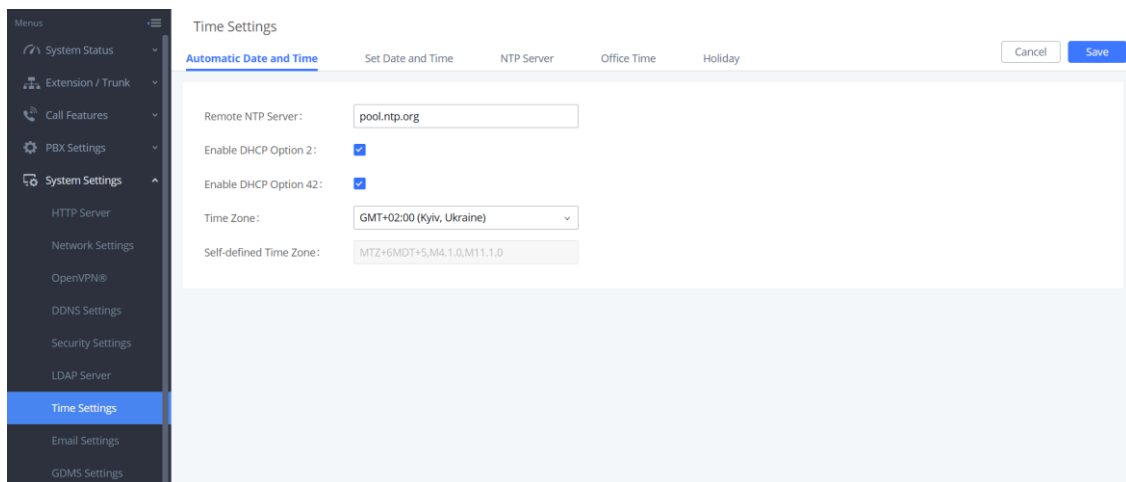 Menus
System Status
Extension / Trunk
Call Features
PBX Settings
System Settings
HTTP Server
Network Settings
OpenVPN®
DDNS Settings
Security Settings
LDAP Server
Time Settings
Email Settings
GDMS Settings
Time Settings
Automatic Date and Time Set Date and Time NTP Server Office Time Holiday
Cancel Save
Remote NTP Server: pool.ntp.org
Enable DHCP Option 2:
Enable DHCP Option 42:
Time Zone: GMT+02:00 (Kyiv, Ukraine)
Self-defined Time Zone: MTZ+6MDT+5,M4.1.0,M11.1.0